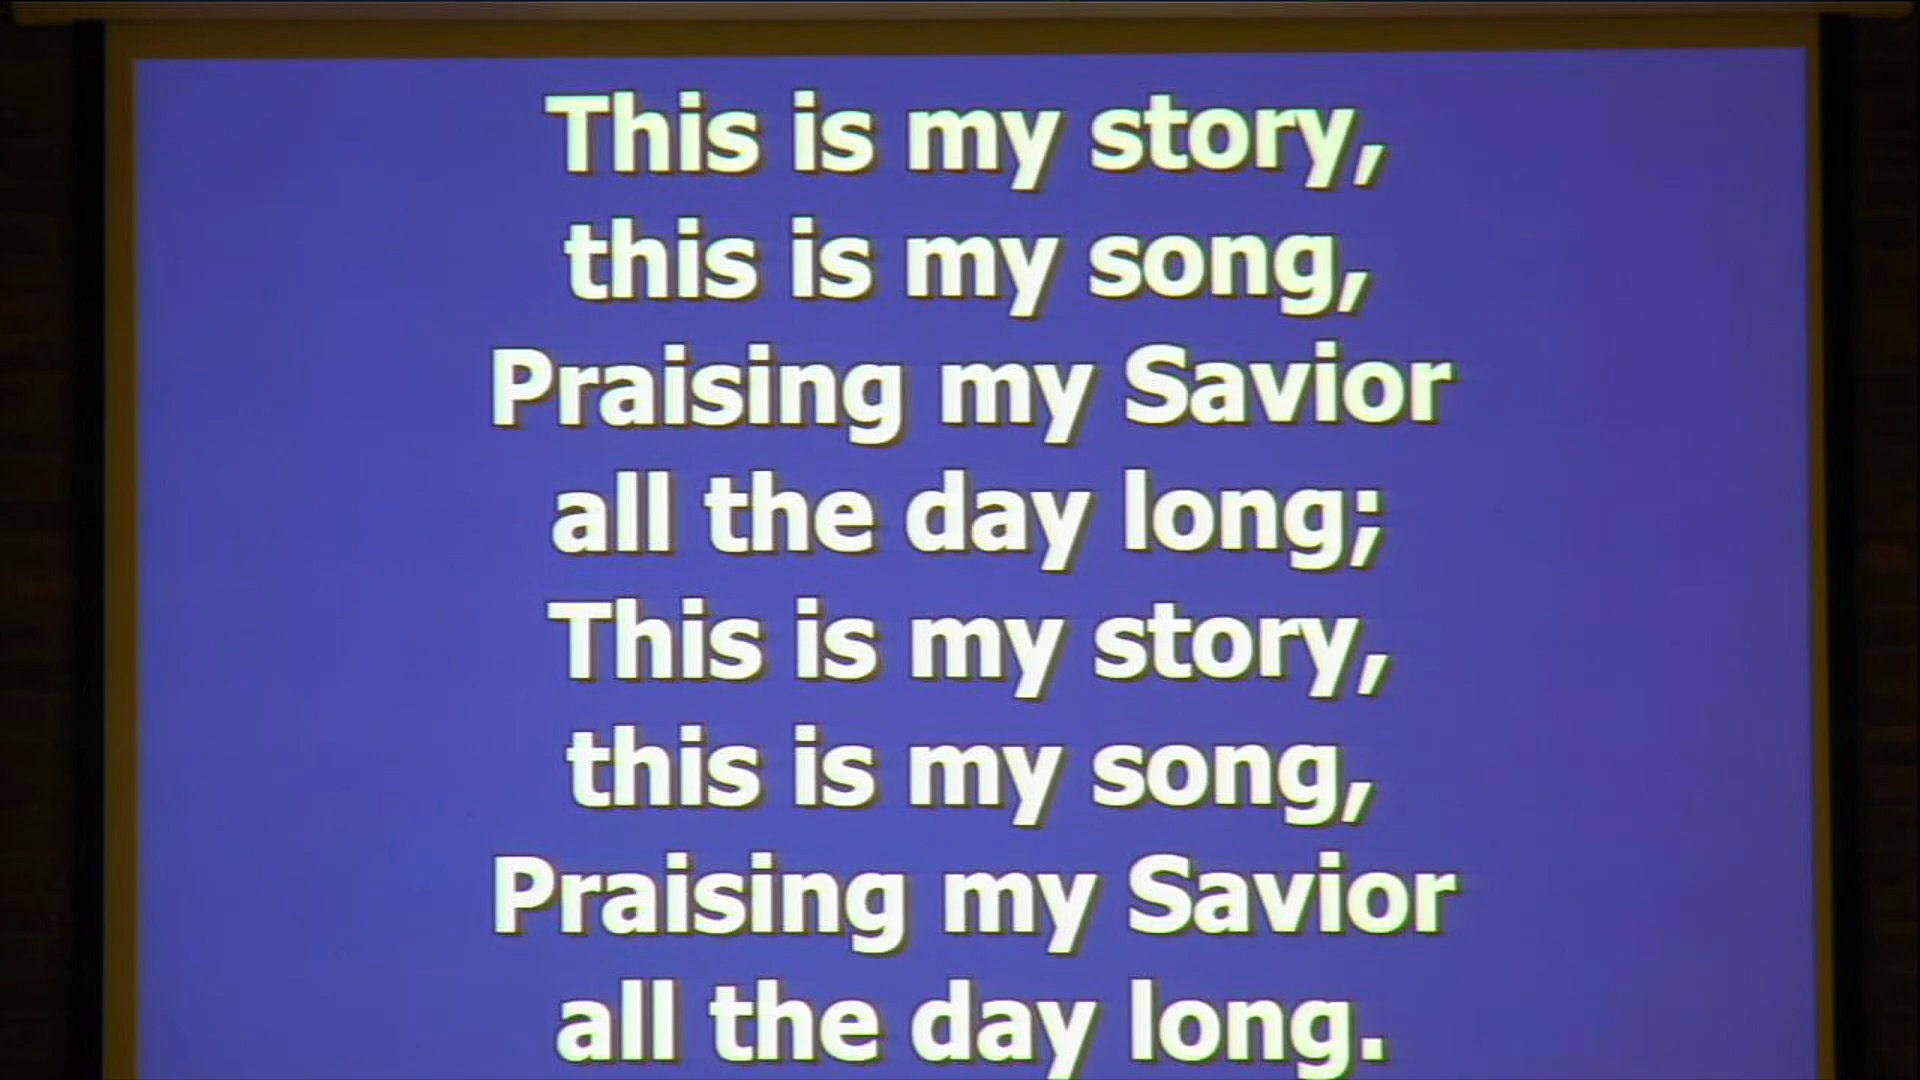 This is my story,
this is my song,
Praising my Savior
all the day long;
This is my story,
this is my song,
Praising my Savior
all the day long.